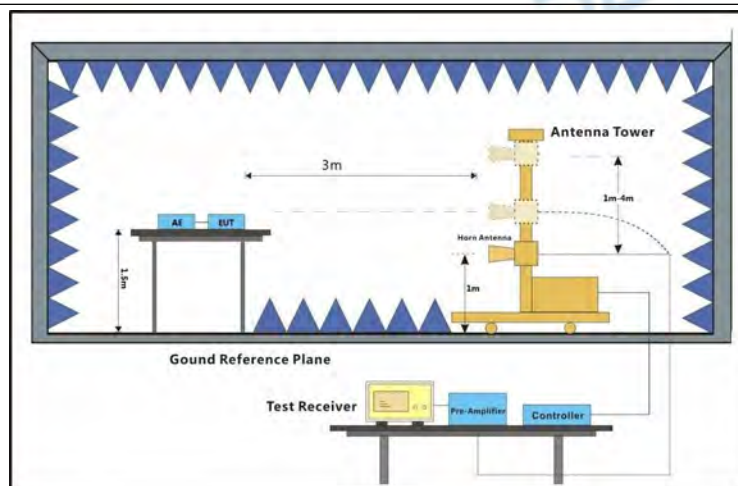 Antenna Tower
3m
1m-4m
AE
EUT
Horn Antenna
1.5m
1m
Gound Reference Plane
Test Receiver
Pre-Amplifier
Controller